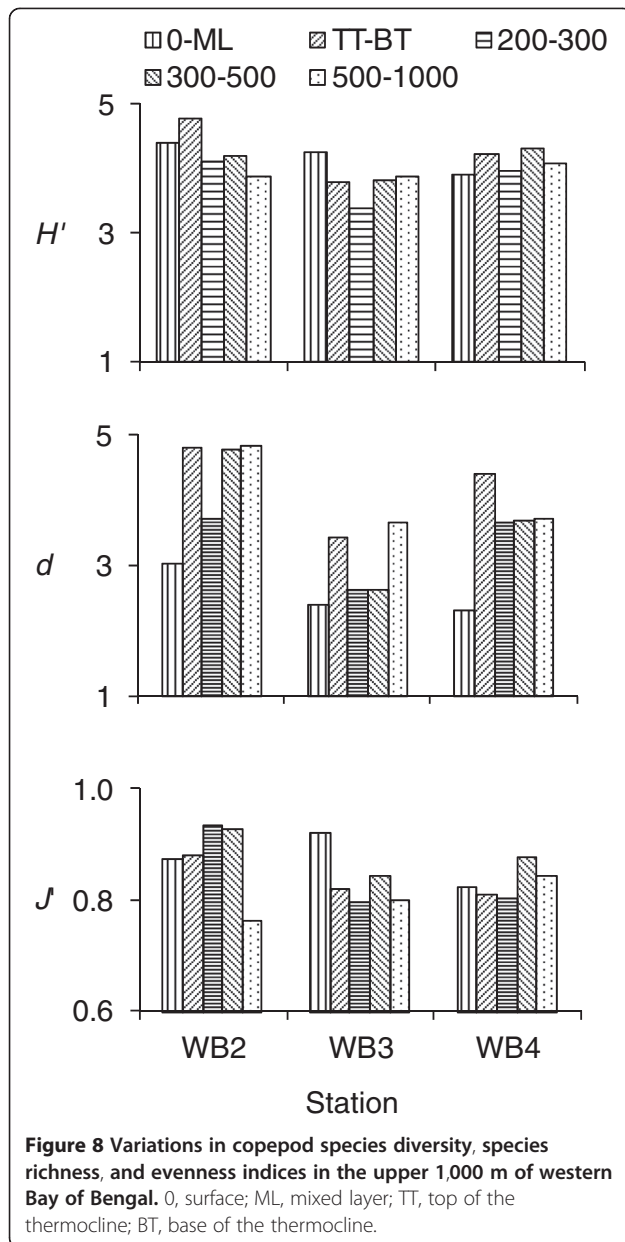 0-ML TT-BT 200-300
300-500 500-1000
5
3
H'
1
5
3
d
1
1.0
0.8
J'
0.6
WB2 WB3 WB4
Station
Figure 8 Variations in copepod species diversity, species
richness, and evenness indices in the upper 1,000 m of western
Bay of Bengal. 0, surface; ML, mixed layer; TT, top of the
thermocline; BT, base of the thermocline.